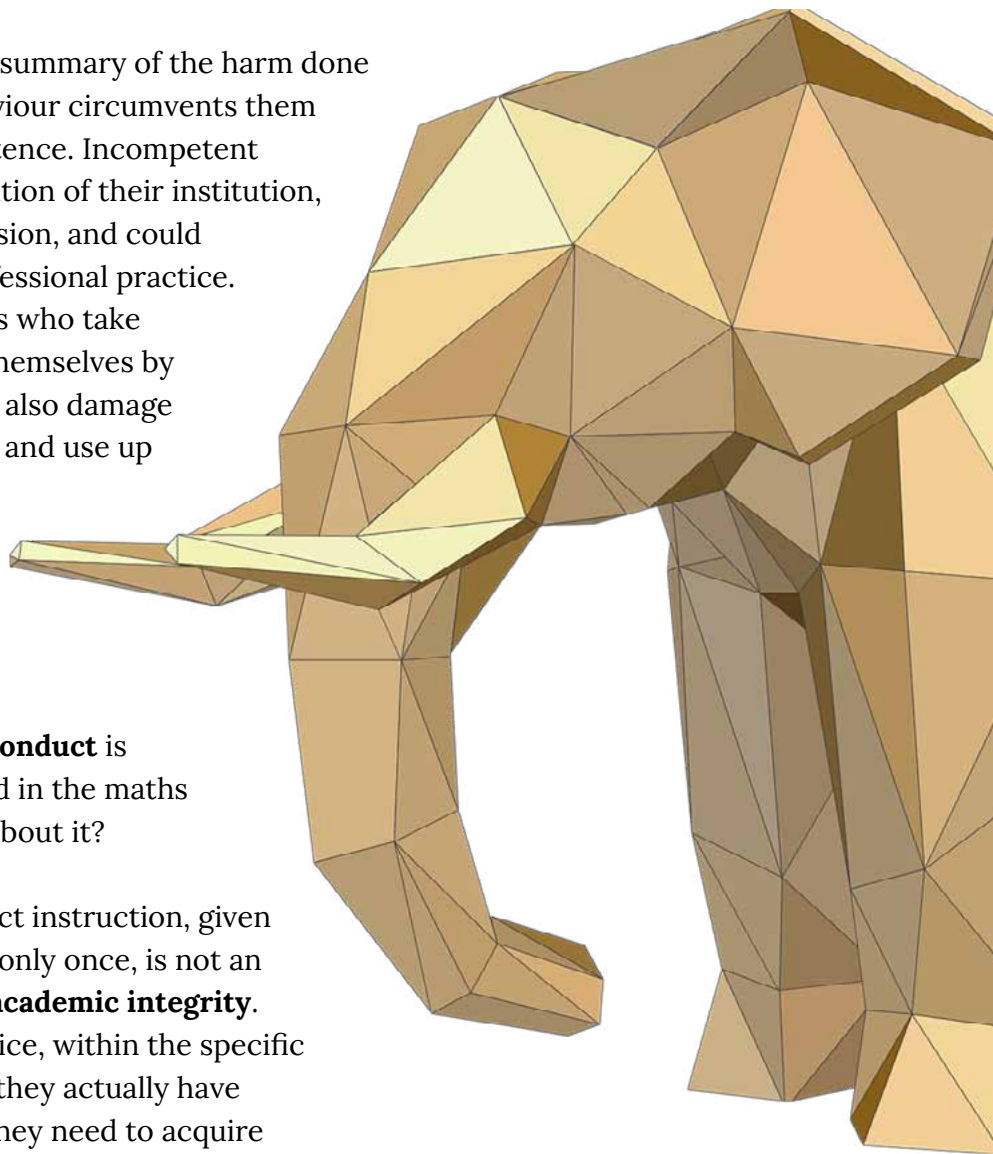 summary of the harm done
viour circumvents them
tence. Incompetent
tion of their institution,
sion, and could
fessional practice.
s who take
hemselves by
also damage
and use up
onduct is
d in the maths
bout it?
ct instruction, given
only once, is not an
academic integrity.
ice, within the specific
they actually have
hey need to acquire